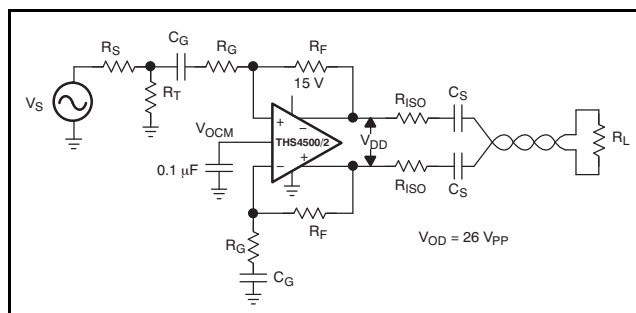 C_G
R_S
R_G
R_F
15 V
V_S
R_T
R_ISO
C_S
V_OCM
+
−
THS4500/2
−
+
V_DD
R_L
0.1 µF
R_ISO
C_S
R_G
R_F
V_OD = 26 V_PP
C_G